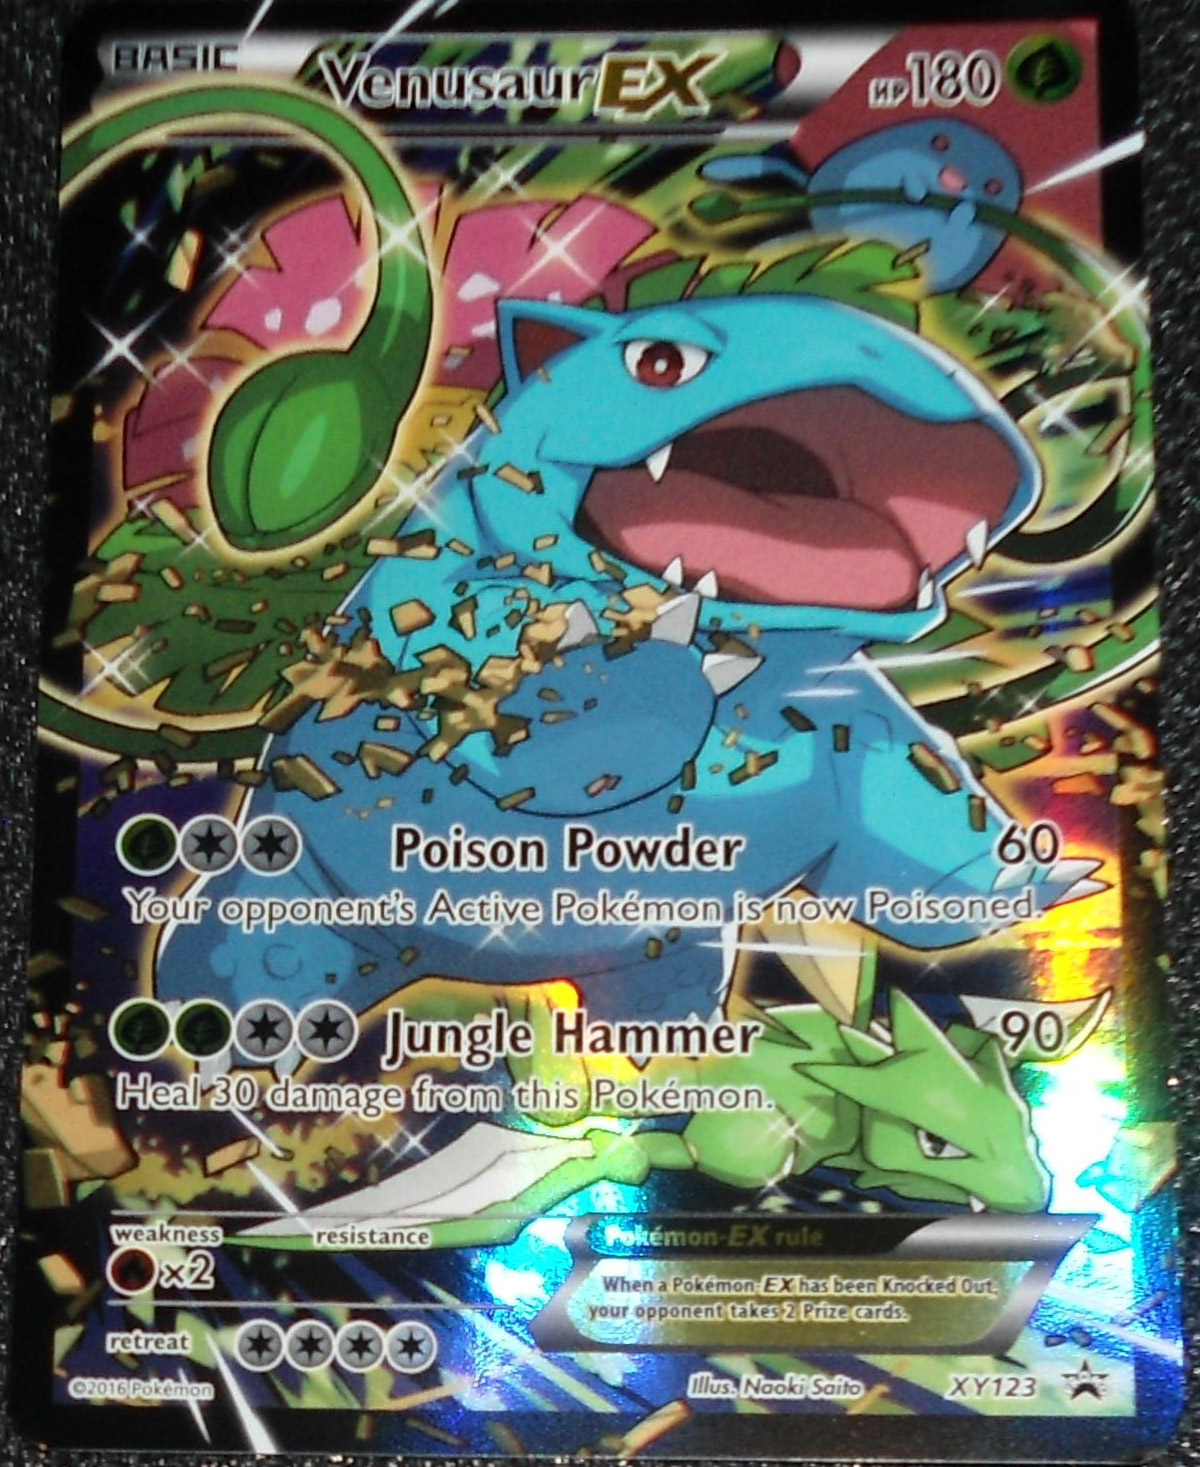 BASIC
Venusaur EX
HP 180
Poison Powder 60
Your opponent's Active Pokémon is now Poisoned.
Jungle Hammer 90
Heal 30 damage from this Pokémon.
weakness resistance
×2
Pokémon-EX rule
When a Pokémon-EX has been Knocked Out,
your opponent takes 2 Prize cards.
retreat
©2016 Pokémon
Illus. Naoki Saito
XY123